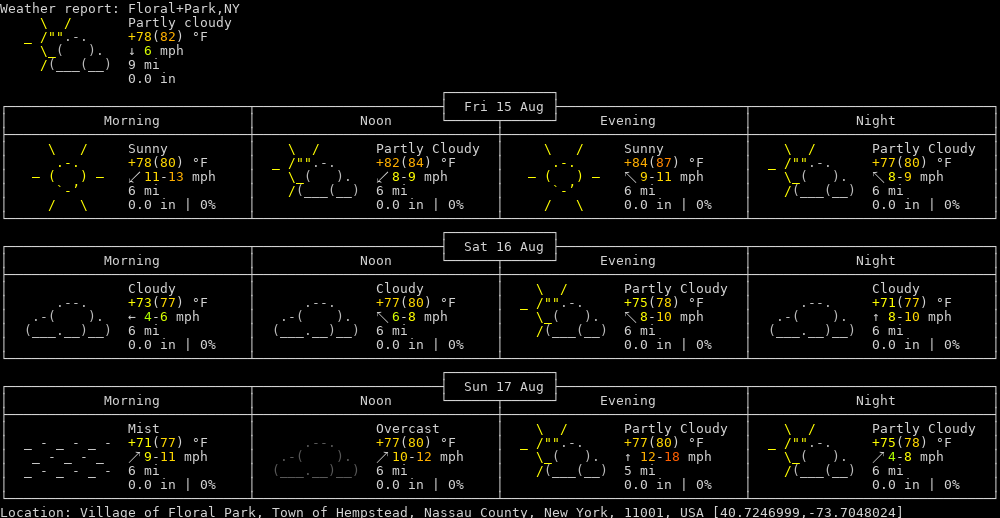 Weather report: Floral+Park,NY
Partly cloudy
+78(82) °F
↓ 6 mph
9 mi
0.0 in
Fri 15 Aug
Morning Noon Evening Night
Sunny Partly Cloudy Sunny Partly Cloudy
+78(80) °F +82(84) °F +84(87) °F +77(80) °F
↙ 11-13 mph ↙ 8-9 mph ↖ 9-11 mph ↖ 8-9 mph
6 mi 6 mi 6 mi 6 mi
0.0 in | 0% 0.0 in | 0% 0.0 in | 0% 0.0 in | 0%
Sat 16 Aug
Morning Noon Evening Night
Cloudy Cloudy Partly Cloudy Cloudy
+73(77) °F +77(80) °F +75(78) °F +71(77) °F
← 4-6 mph ↖ 6-8 mph ↖ 8-10 mph ↑ 8-10 mph
6 mi 6 mi 6 mi 6 mi
0.0 in | 0% 0.0 in | 0% 0.0 in | 0% 0.0 in | 0%
Sun 17 Aug
Morning Noon Evening Night
Mist Overcast Partly Cloudy Partly Cloudy
+71(77) °F +77(80) °F +77(80) °F +75(78) °F
↗ 9-11 mph ↗ 10-12 mph ↑ 12-18 mph ↗ 4-8 mph
6 mi 6 mi 5 mi 6 mi
0.0 in | 0% 0.0 in | 0% 0.0 in | 0% 0.0 in | 0%
Location: Village of Floral Park, Town of Hempstead, Nassau County, New York, 11001, USA [40.7246999,-73.7048024]